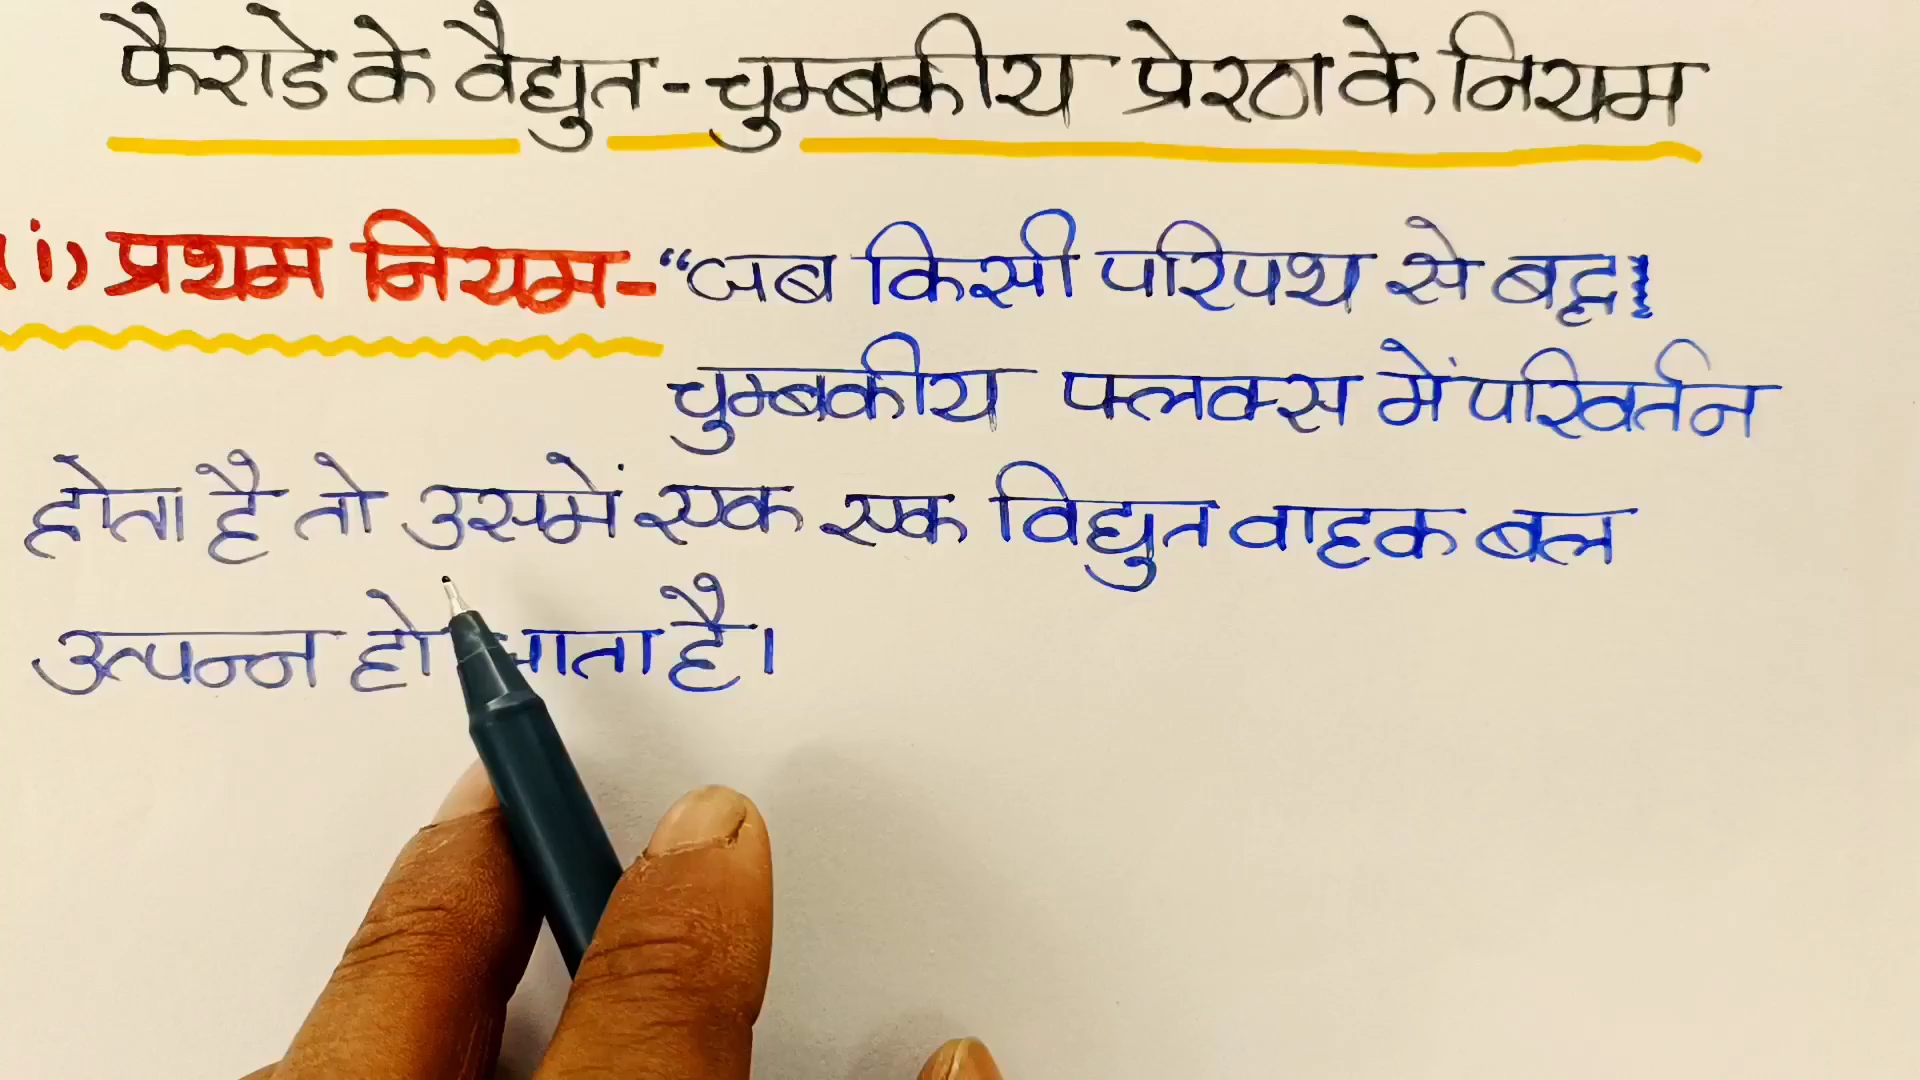 फैराडे के वैद्युत-चुम्बकीय प्रेरण के नियम
(i) प्रथम नियम- “जब किसी परिपथ से बद्ध
चुम्बकीय फ्लक्स में परिवर्तन
होता है तो उसमें एक एक विद्युत वाहक बल
उत्पन्न हो जाता है।